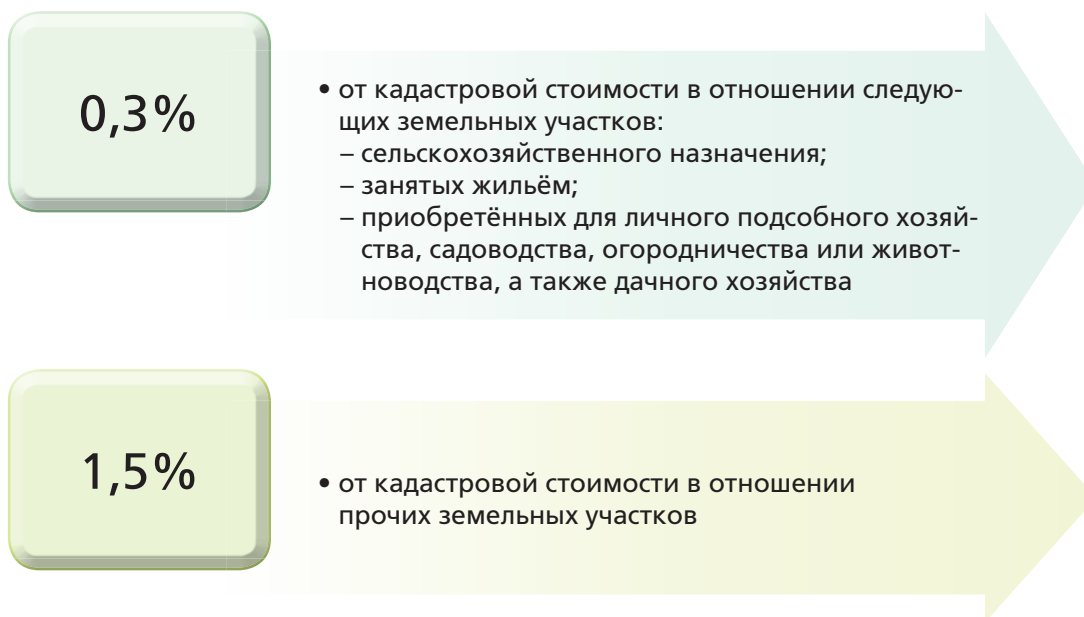 0,3%
• от кадастровой стоимости в отношении следую-
щих земельных участков:
– сельскохозяйственного назначения;
– занятых жильём;
– приобретённых для личного подсобного хозяй-
ства, садоводства, огородничества или живот-
новодства, а также дачного хозяйства
1,5%
• от кадастровой стоимости в отношении
прочих земельных участков